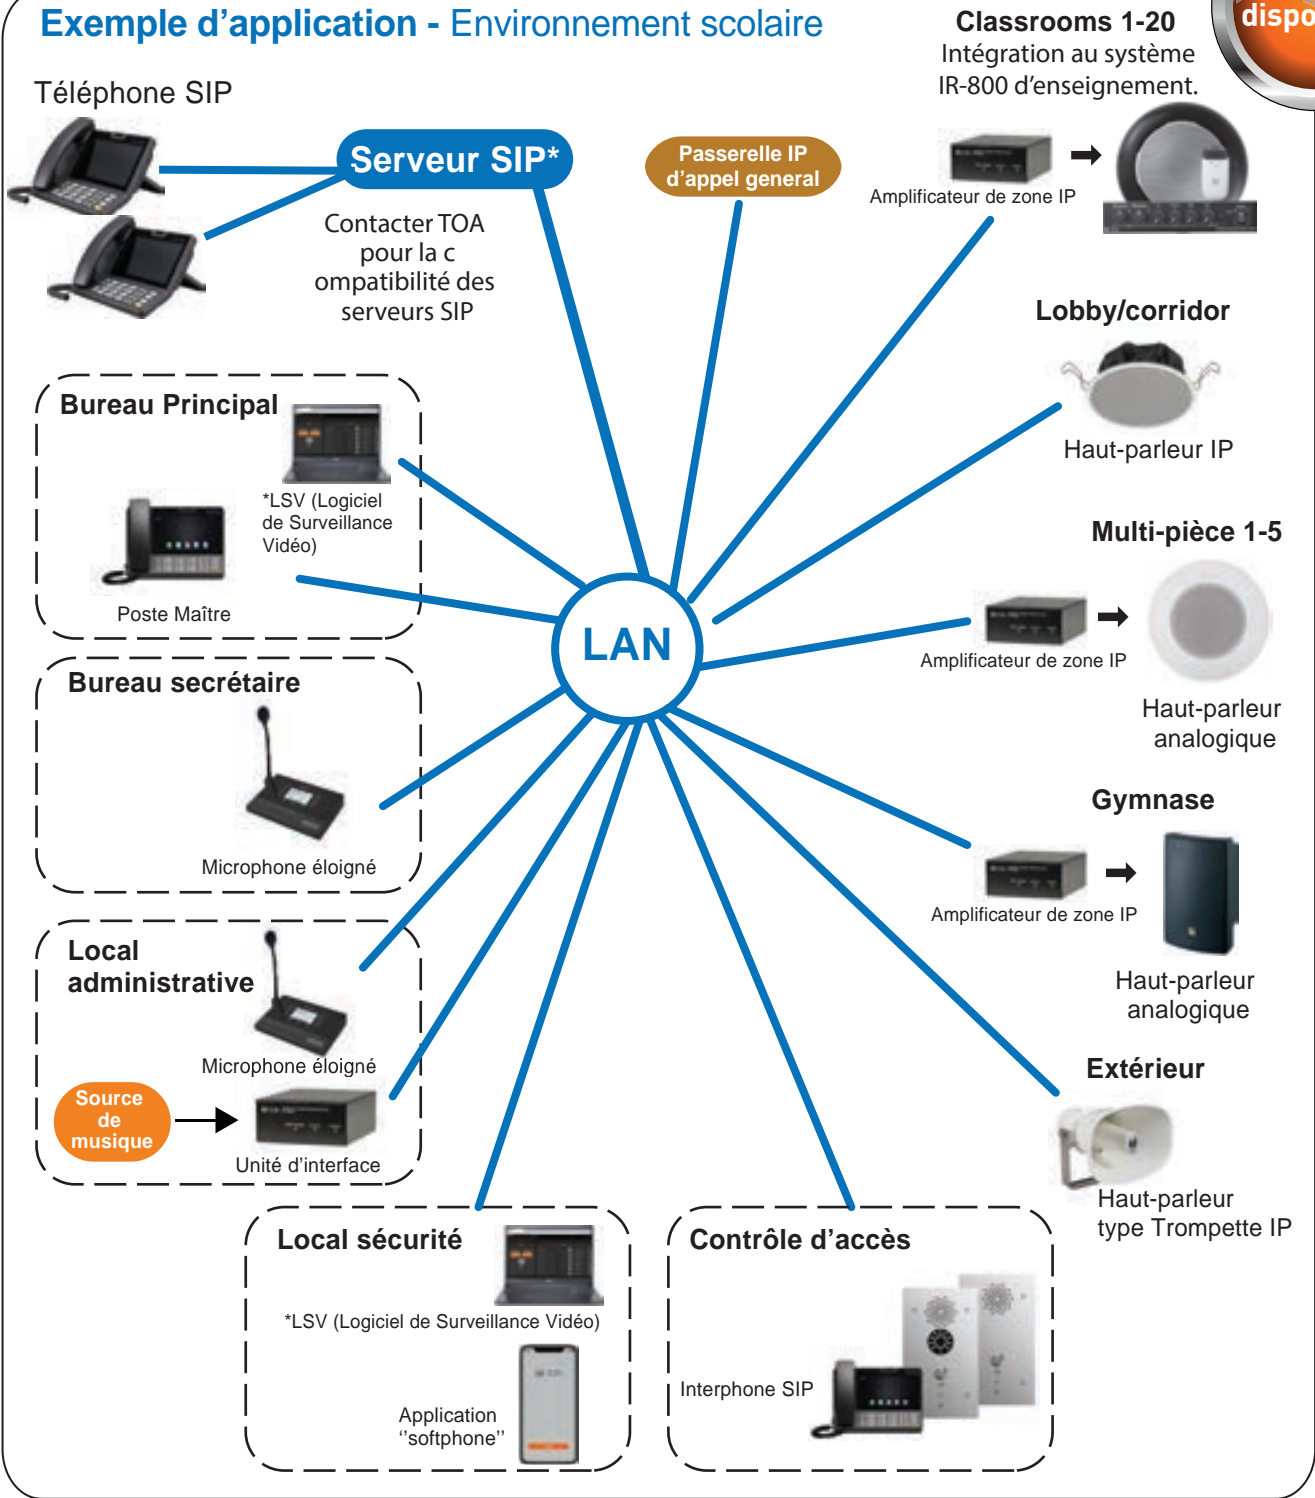 Exemple d'application - Environnement scolaire
dispo
Classrooms 1-20
Intégration au système
IR-800 d'enseignement.
Téléphone SIP
Serveur SIP*
Passerelle IP
d'appel general
Amplificateur de zone IP
Contacter TOA
pour la c
ompatibilité des
serveurs SIP
Lobby/corridor
Haut-parleur IP
Bureau Principal
*LSV (Logiciel
de Surveillance
Vidéo)
Poste Maître
Multi-pièce 1-5
Amplificateur de zone IP
Haut-parleur
analogique
LAN
Bureau secrétaire
Microphone éloigné
Gymnase
Amplificateur de zone IP
Haut-parleur
analogique
Local
administrative
Microphone éloigné
Source
de
musique
Unité d'interface
Extérieur
Haut-parleur
type Trompette IP
Local sécurité
*LSV (Logiciel de Surveillance Vidéo)
Application
''softphone''
Contrôle d'accès
Interphone SIP